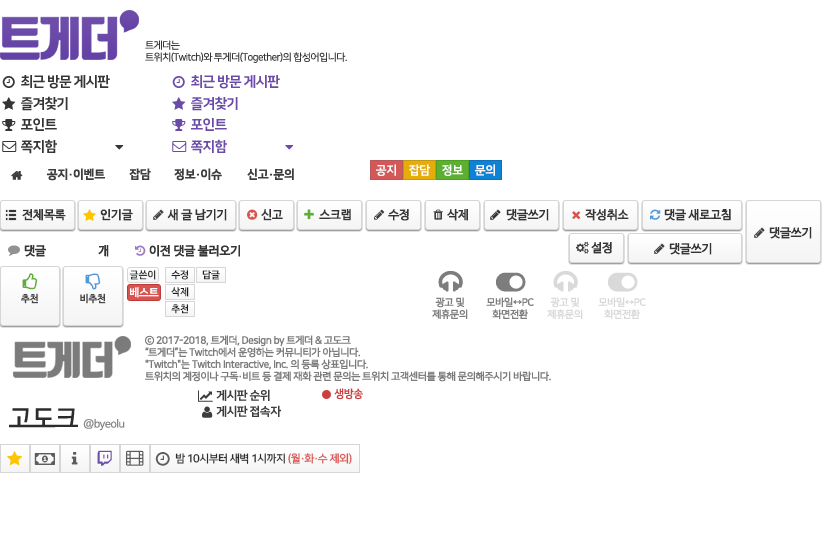 트게더
트게더는
트위치(Twitch)와 투게더(Together)의 합성어입니다.
최근 방문 게시판 최근 방문 게시판
즐겨찾기 즐겨찾기
포인트 포인트
쪽지함 쪽지함
공지·이벤트 잡담 정보·이슈 신고·문의 공지 잡담 정보 문의
전체목록 인기글 새 글 남기기 신고 스크랩 수정 삭제 댓글쓰기 작성취소 댓글 새로고침 댓글쓰기
댓글 개 이전 댓글 불러오기 설정 댓글쓰기
추천 비추천 글쓴이 수정 답글
베스트 삭제
추천
광고 및 제휴문의 모바일↔PC 화면전환 광고 및 제휴문의 모바일↔PC 화면전환
트게더
© 2017-2018, 트게더, Design by 트게더 & 고도크
"트게더"는 Twitch에서 운영하는 커뮤니티가 아닙니다.
"Twitch"는 Twitch Interactive, Inc. 의 등록 상표입니다.
트위치의 계정이나 구독·비트 등 결제 재화 관련 문의는 트위치 고객센터를 통해 문의해주시기 바랍니다.
게시판 순위 생방송
게시판 접속자
고도크 @byeolu
밤 10시부터 새벽 1시까지 (월·화·수 제외)